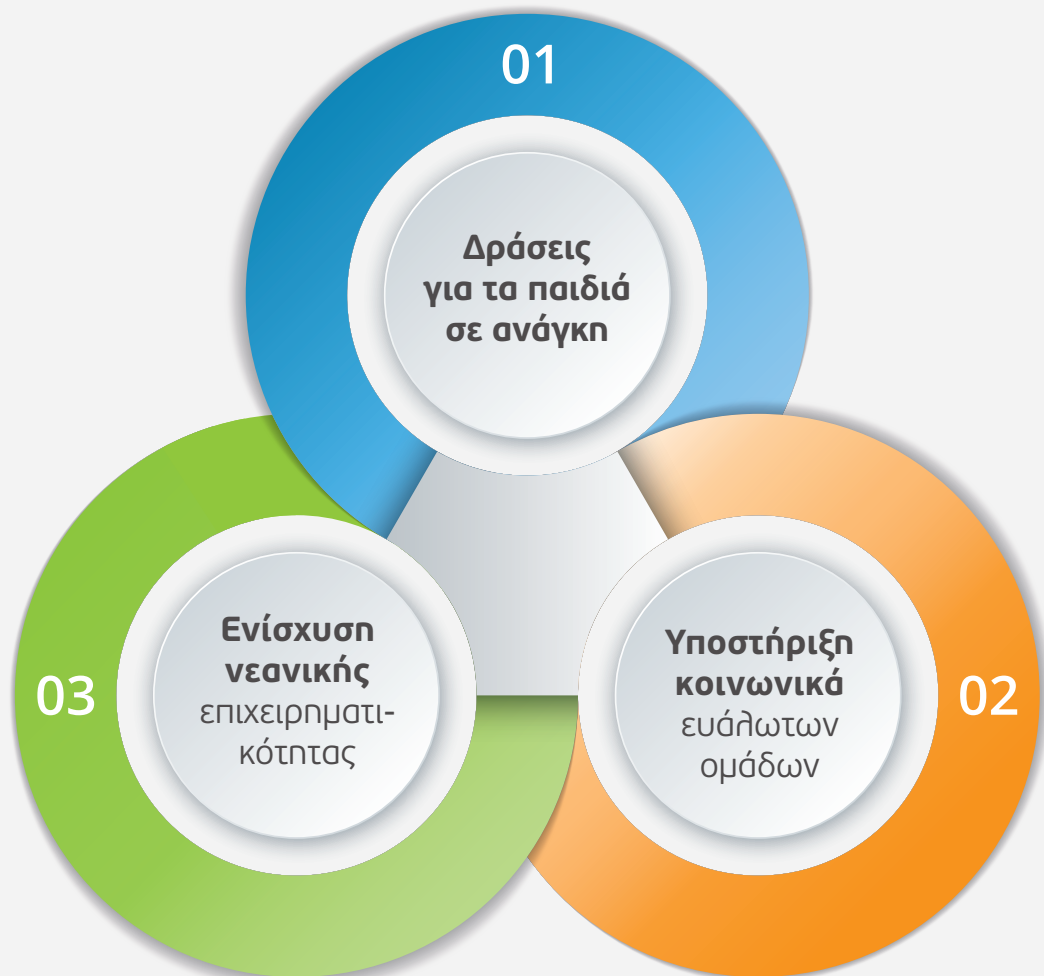 01
Δράσεις
για τα παιδιά
σε ανάγκη
Υποστήριξη
κοινωνικά
ευάλωτων
ομάδων
02
03
Ενίσχυση
νεανικής
επιχειρηματι-
κότητας